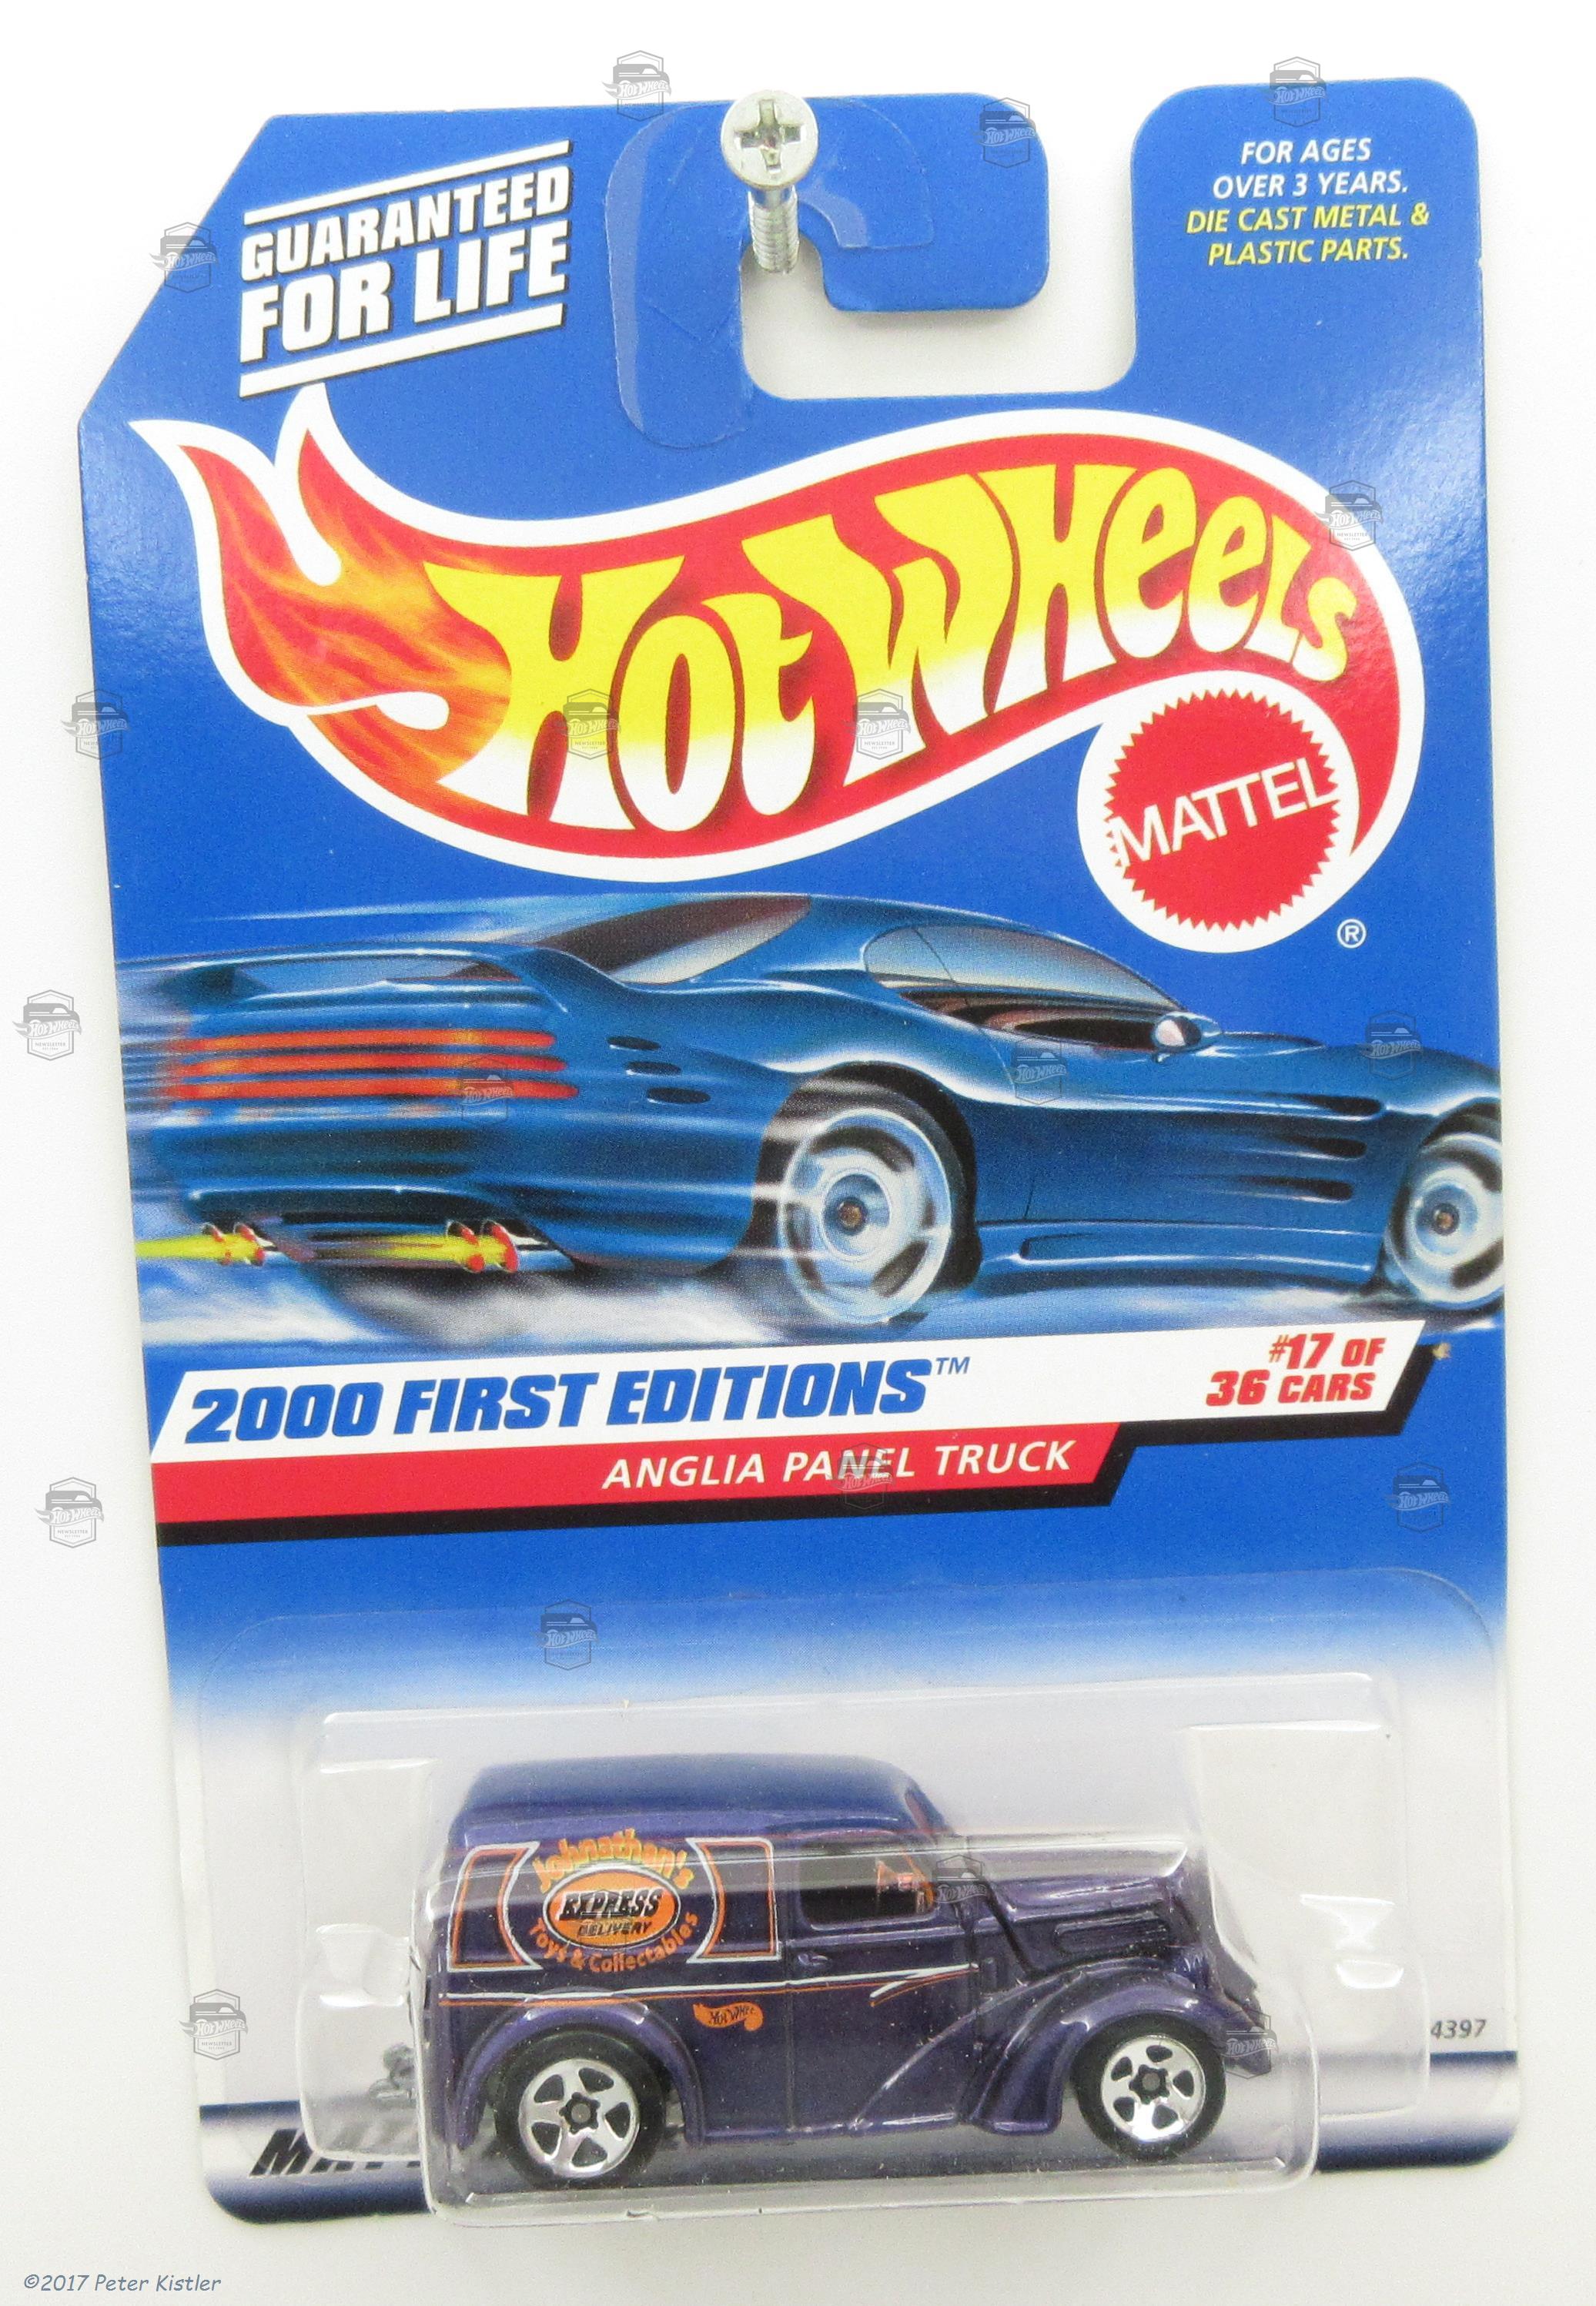 GUARANTEED
FOR LIFE
FOR AGES
OVER 3 YEARS.
DIE CAST METAL &
PLASTIC PARTS.
Hot Wheels
MATTEL
®
2000 FIRST EDITIONS™
#17 OF
36 CARS
ANGLIA PANEL TRUCK
Johnathan's
EXPRESS
DELIVERY
Toys & Collectables
HOT WHEE
4397
©2017 Peter Kistler